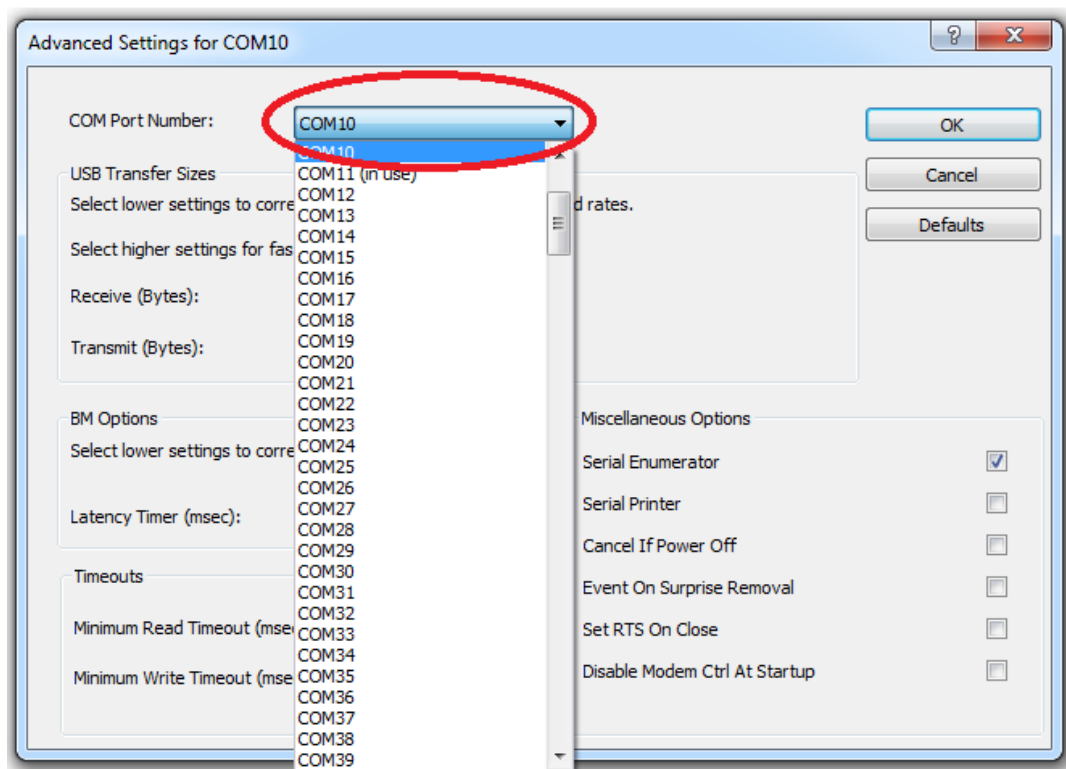 Advanced Settings for COM10
COM Port Number:
COM10
OK
Cancel
Defaults
COM10
COM11 (in use)
COM12
COM13
COM14
COM15
COM16
COM17
COM18
COM19
COM20
COM21
COM22
COM23
COM24
COM25
COM26
COM27
COM28
COM29
COM30
COM31
COM32
COM33
COM34
COM35
COM36
COM37
COM38
COM39
USB Transfer Sizes
Select lower settings to corre
d rates.
Select higher settings for fas
Receive (Bytes):
Transmit (Bytes):
BM Options
Select lower settings to corre
Latency Timer (msec):
Timeouts
Minimum Read Timeout (mse
Minimum Write Timeout (mse
Miscellaneous Options
Serial Enumerator
Serial Printer
Cancel If Power Off
Event On Surprise Removal
Set RTS On Close
Disable Modem Ctrl At Startup